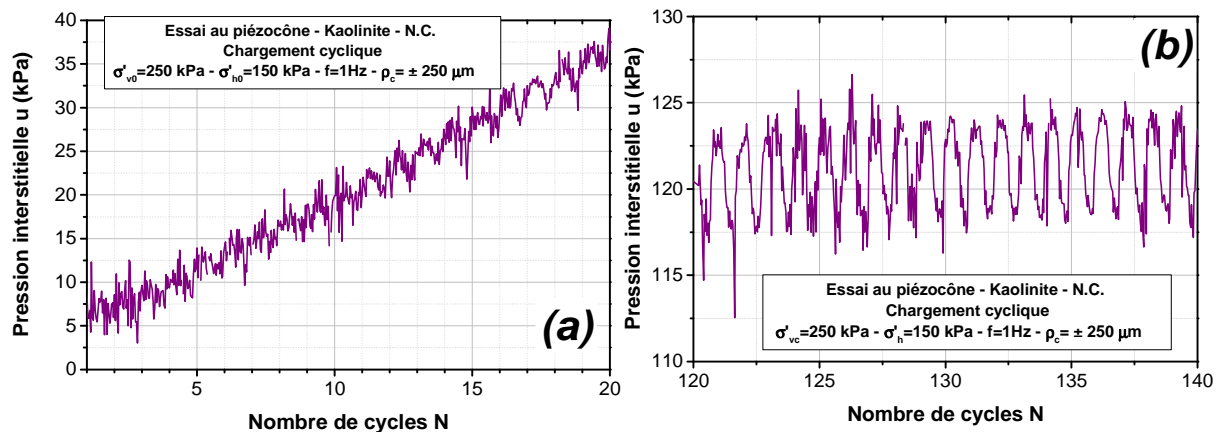 Pression interstitielle u (kPa)
40
35
30
25
20
15
10
5
0
Essai au piézocône - Kaolinite - N.C.
Chargement cyclique
σ'v0=250 kPa - σ'h0=150 kPa - f=1Hz - ρc= ± 250 µm
(a)
5 10 15 20
Nombre de cycles N
Pression interstitielle u (kPa)
130
125
120
115
110
(b)
Essai au piézocône - Kaolinite - N.C.
Chargement cyclique
σ'vc=250 kPa - σ'h=150 kPa - f=1Hz - ρc= ± 250 µm
120 125 130 135 140
Nombre de cycles N